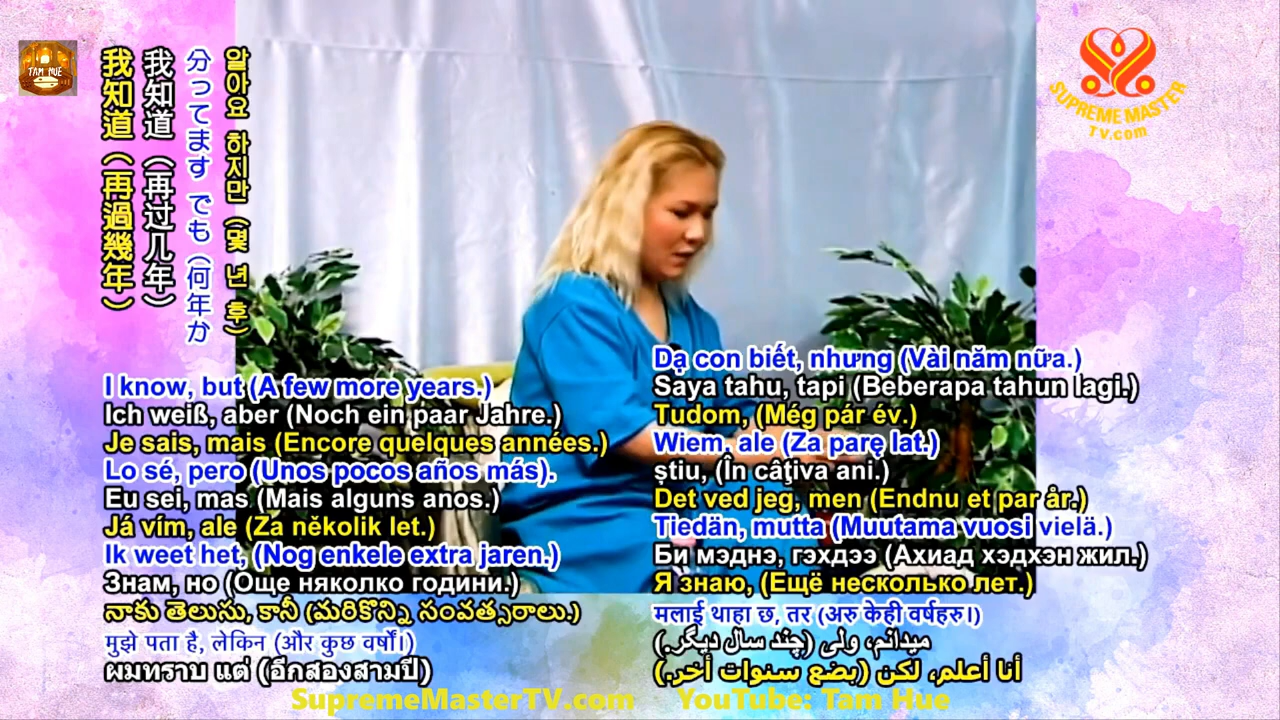 TAM HUE
SUPREME MASTER
TV.com
알아요 하지만 (몇 년 후)
分ってます でも (何年か
我知道 (再过几年)
我知道 (再過幾年)
I know, but (A few more years.)
Ich weiß, aber (Noch ein paar Jahre.)
Je sais, mais (Encore quelques années.)
Lo sé, pero (Unos pocos años más).
Eu sei, mas (Mais alguns anos.)
Já vím, ale (Za několik let.)
Ik weet het, (Nog enkele extra jaren.)
Знам, но (Още няколко години.)
నాకు తెలుసు, కానీ (మరికొన్ని సంవత్సరాలు.)
मुझे पता है, लेकिन (और कुछ वर्षों।)
ผมทราบ แต่ (อีกสองสามปี)
Dạ con biết, nhưng (Vài năm nữa.)
Saya tahu, tapi (Beberapa tahun lagi.)
Tudom, (Még pár év.)
Wiem, ale (Za parę lat.)
știu, (În câţiva ani.)
Det ved jeg, men (Endnu et par år.)
Tiedän, mutta (Muutama vuosi vielä.)
Би мэднэ, гэхдээ (Ахиад хэдхэн жил.)
Я знаю, (Ещё несколько лет.)
मलाई थाहा छ, तर (अरु केही वर्षहरु।)
میدانم، ولی (چند سال دیگر.)
أنا أعلم، لكن (بضع سنوات أخر.)
SupremeMasterTV.com
YouTube: Tam Hue